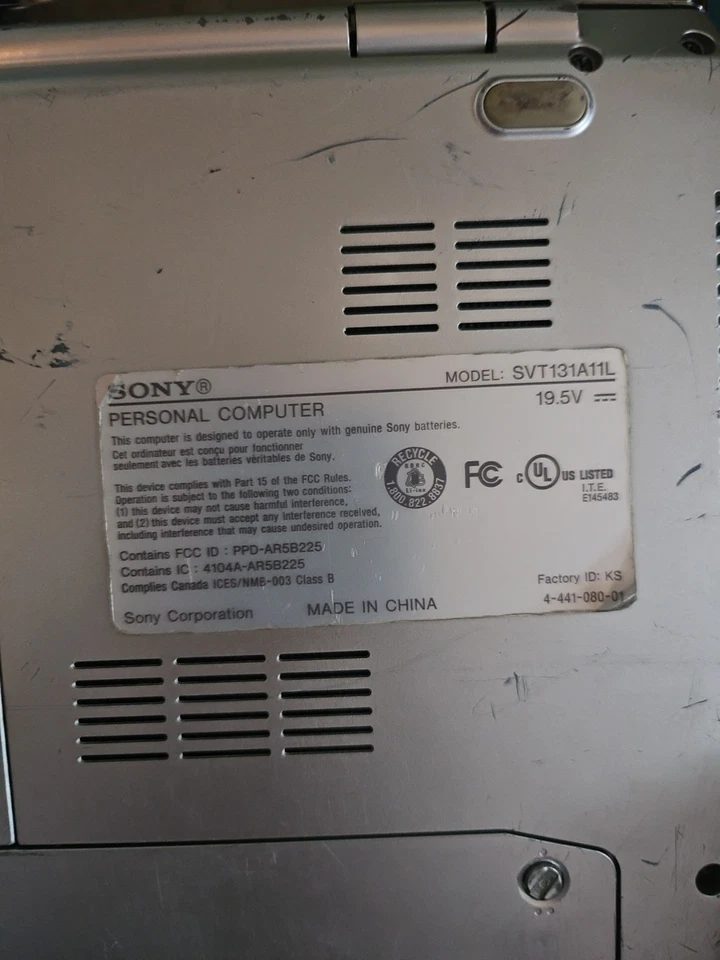 SONY®
MODEL: SVT131A11L
PERSONAL COMPUTER
19.5V
This computer is designed to operate only with genuine Sony batteries.
Cet ordinateur est conçu pour fonctionner
seulement avec les batteries véritables de Sony.
This device complies with Part 15 of the FCC Rules.
Operation is subject to the following two conditions:
(1) this device may not cause harmful interference,
and (2) this device must accept any interference received,
including interference that may cause undesired operation.
RECYCLE
RBRC
Li-ion
1.800.822.8837
FC
c UL US LISTED
I.T.E.
E145483
Contains FCC ID : PPD-AR5B225
Contains IC : 4104A-AR5B225
Complies Canada ICES/NMB-003 Class B
Factory ID: KS
Sony Corporation
MADE IN CHINA
4-441-080-01